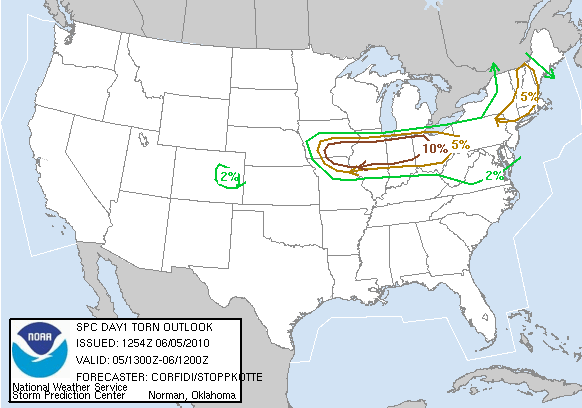 5%
10%
5%
2%
2%
NOAA
SPC DAY1 TORN OUTLOOK
ISSUED: 1254Z 06/05/2010
VALID: 05/1300Z-06/1200Z
FORECASTER: CORFIDI/STOPPKOTTE
National Weather Service
Storm Prediction Center Norman, Oklahoma